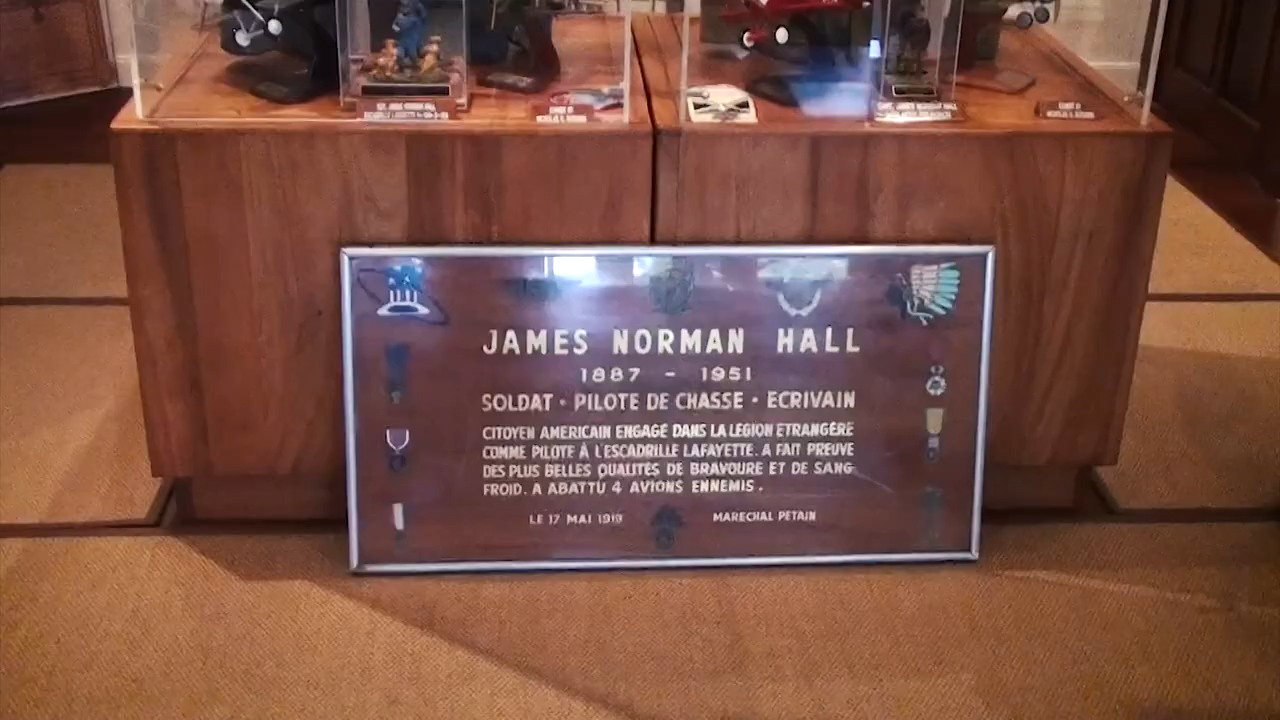 JAMES NORMAN HALL
1887 - 1951
SOLDAT · PILOTE DE CHASSE · ECRIVAIN
CITOYEN AMERICAIN ENGAGÉ DANS LA LÉGION ETRANGÈRE
COMME PILOTE À L'ESCADRILLE LAFAYETTE. A FAIT PREUVE
DES PLUS BELLES QUALITÉS DE BRAVOURE ET DE SANG
FROID. A ABATTU 4 AVIONS ENNEMIS.
LE 17 MAI 1919 MARECHAL PETAIN